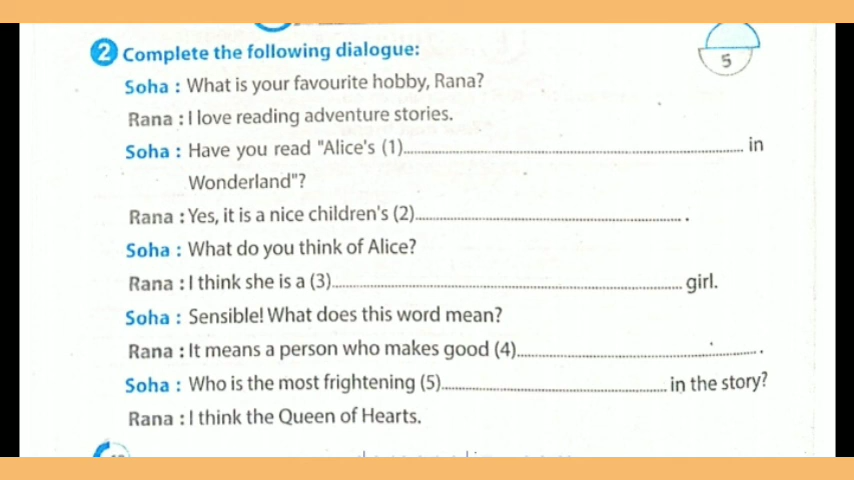 2 Complete the following dialogue:
5
Soha : What is your favourite hobby, Rana?
Rana : I love reading adventure stories.
Soha : Have you read "Alice's (1)........................ in
Wonderland"?
Rana : Yes, it is a nice children's (2)........................ .
Soha : What do you think of Alice?
Rana : I think she is a (3)........................ girl.
Soha : Sensible! What does this word mean?
Rana : It means a person who makes good (4)........................ .
Soha : Who is the most frightening (5)........................ in the story?
Rana : I think the Queen of Hearts.